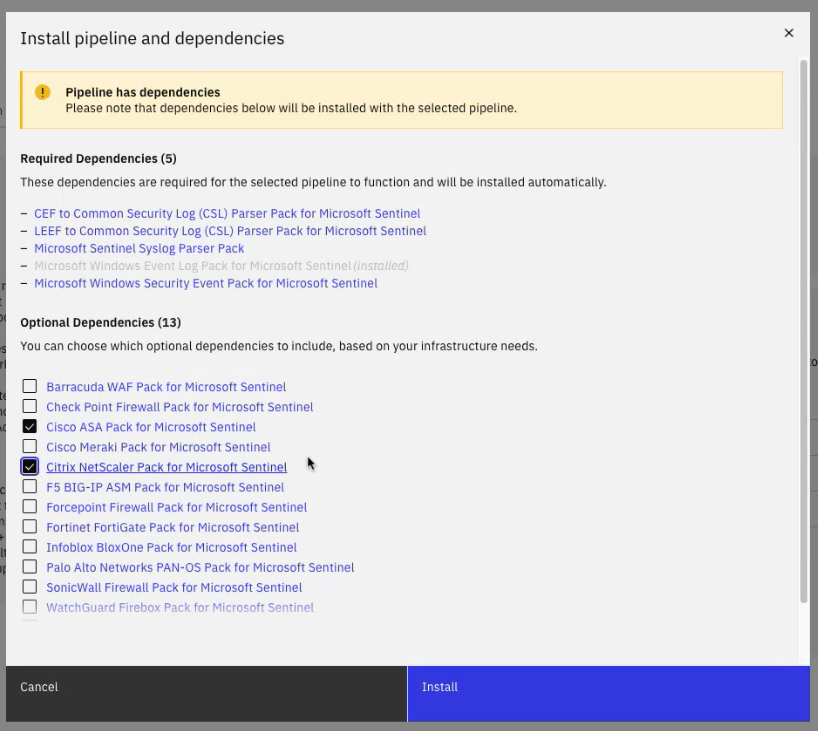 Install pipeline and dependencies
Pipeline has dependencies
Please note that dependencies below will be installed with the selected pipeline.
Required Dependencies (5)
These dependencies are required for the selected pipeline to function and will be installed automatically.
– CEF to Common Security Log (CSL) Parser Pack for Microsoft Sentinel
– LEEF to Common Security Log (CSL) Parser Pack for Microsoft Sentinel
– Microsoft Sentinel Syslog Parser Pack
– Microsoft Windows Event Log Pack for Microsoft Sentinel (installed)
– Microsoft Windows Security Event Pack for Microsoft Sentinel
Optional Dependencies (13)
You can choose which optional dependencies to include, based on your infrastructure needs.
Barracuda WAF Pack for Microsoft Sentinel
Check Point Firewall Pack for Microsoft Sentinel
Cisco ASA Pack for Microsoft Sentinel
Cisco Meraki Pack for Microsoft Sentinel
Citrix NetScaler Pack for Microsoft Sentinel
F5 BIG-IP ASM Pack for Microsoft Sentinel
Forcepoint Firewall Pack for Microsoft Sentinel
Fortinet FortiGate Pack for Microsoft Sentinel
Infoblox BloxOne Pack for Microsoft Sentinel
Palo Alto Networks PAN-OS Pack for Microsoft Sentinel
SonicWall Firewall Pack for Microsoft Sentinel
WatchGuard Firebox Pack for Microsoft Sentinel
Cancel
Install